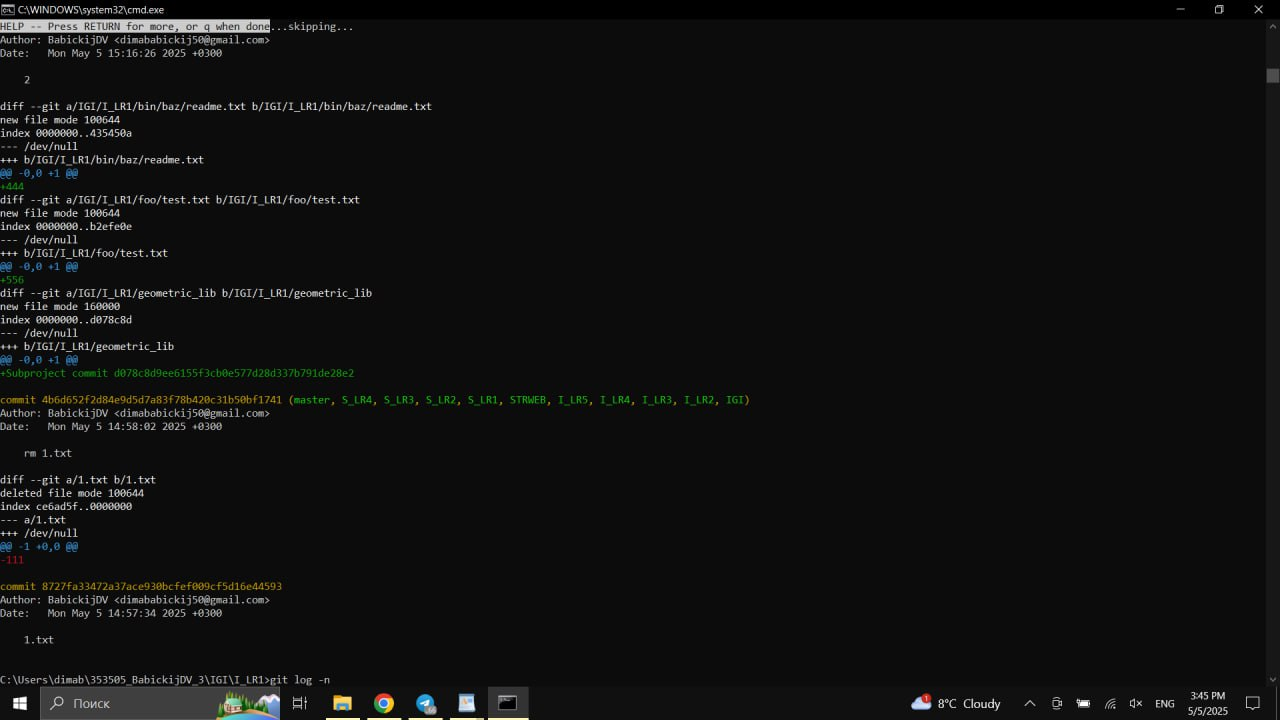 C:\WINDOWS\system32\cmd.exe
HELP -- Press RETURN for more, or q when done...skipping...
Author: BabickijDV <dimababickij50@gmail.com>
Date:   Mon May 5 15:16:26 2025 +0300
2
diff --git a/IGI/I_LR1/bin/baz/readme.txt b/IGI/I_LR1/bin/baz/readme.txt
new file mode 100644
index 0000000..435450a
--- /dev/null
+++ b/IGI/I_LR1/bin/baz/readme.txt
@@ -0,0 +1 @@
+444
diff --git a/IGI/I_LR1/foo/test.txt b/IGI/I_LR1/foo/test.txt
new file mode 100644
index 0000000..b2efe0e
--- /dev/null
+++ b/IGI/I_LR1/foo/test.txt
@@ -0,0 +1 @@
+556
diff --git a/IGI/I_LR1/geometric_lib b/IGI/I_LR1/geometric_lib
new file mode 160000
index 0000000..d078c8d
--- /dev/null
+++ b/IGI/I_LR1/geometric_lib
@@ -0,0 +1 @@
+Subproject commit d078c8d9ee6155f3cb0e577d28d337b791de28e2
commit 4b6d652f2d84e9d5d7a83f78b420c31b50bf1741 (master, S_LR4, S_LR3, S_LR2, S_LR1, STRWEB, I_LR5, I_LR4, I_LR3, I_LR2, IGI)
Author: BabickijDV <dimababickij50@gmail.com>
Date:   Mon May 5 14:58:02 2025 +0300
rm 1.txt
diff --git a/1.txt b/1.txt
deleted file mode 100644
index ce6ad5f..0000000
--- a/1.txt
+++ /dev/null
@@ -1 +0,0 @@
-111
commit 8727fa33472a37ace930bcfef009cf5d16e44593
Author: BabickijDV <dimababickij50@gmail.com>
Date:   Mon May 5 14:57:34 2025 +0300
1.txt
C:\Users\dimab\353505_BabickijDV_3\IGI\I_LR1>git log -n
Поиск
1
8°C Cloudy
ENG
3:45 PM
5/5/2025